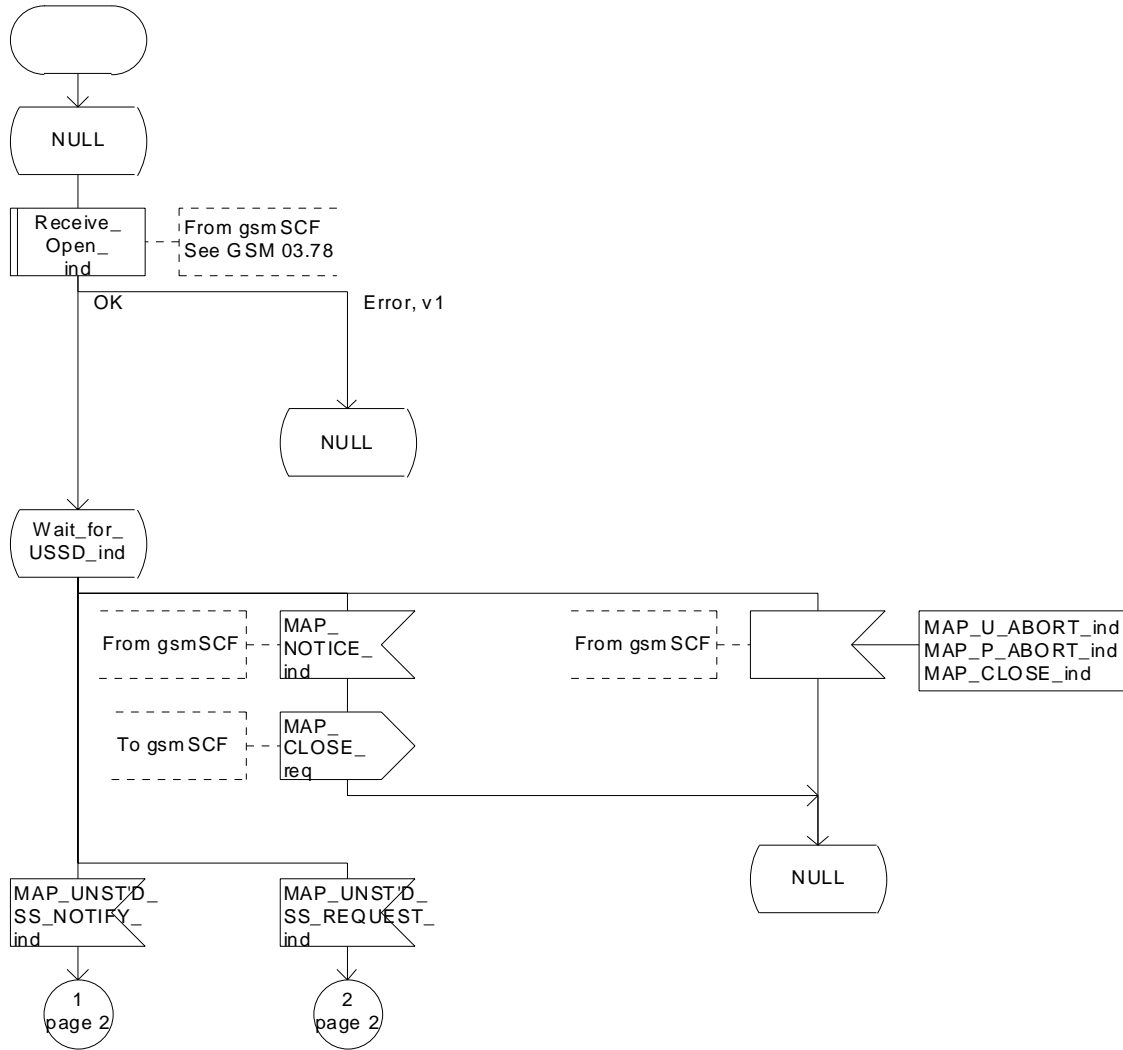 NULL
Receive_
Open_
ind
From gsmSCF
See GSM 03.78
OK
Error, v1
NULL
Wait_for_
USSD_ind
From gsmSCF
MAP_
NOTICE_
ind
From gsmSCF
MAP_U_ABORT_ind
MAP_P_ABORT_ind
MAP_CLOSE_ind
To gsmSCF
MAP_
CLOSE_
req
NULL
MAP_UNST'D_
SS_NOTIFY_
ind
MAP_UNST'D_
SS_REQUEST_
ind
1
page 2
2
page 2